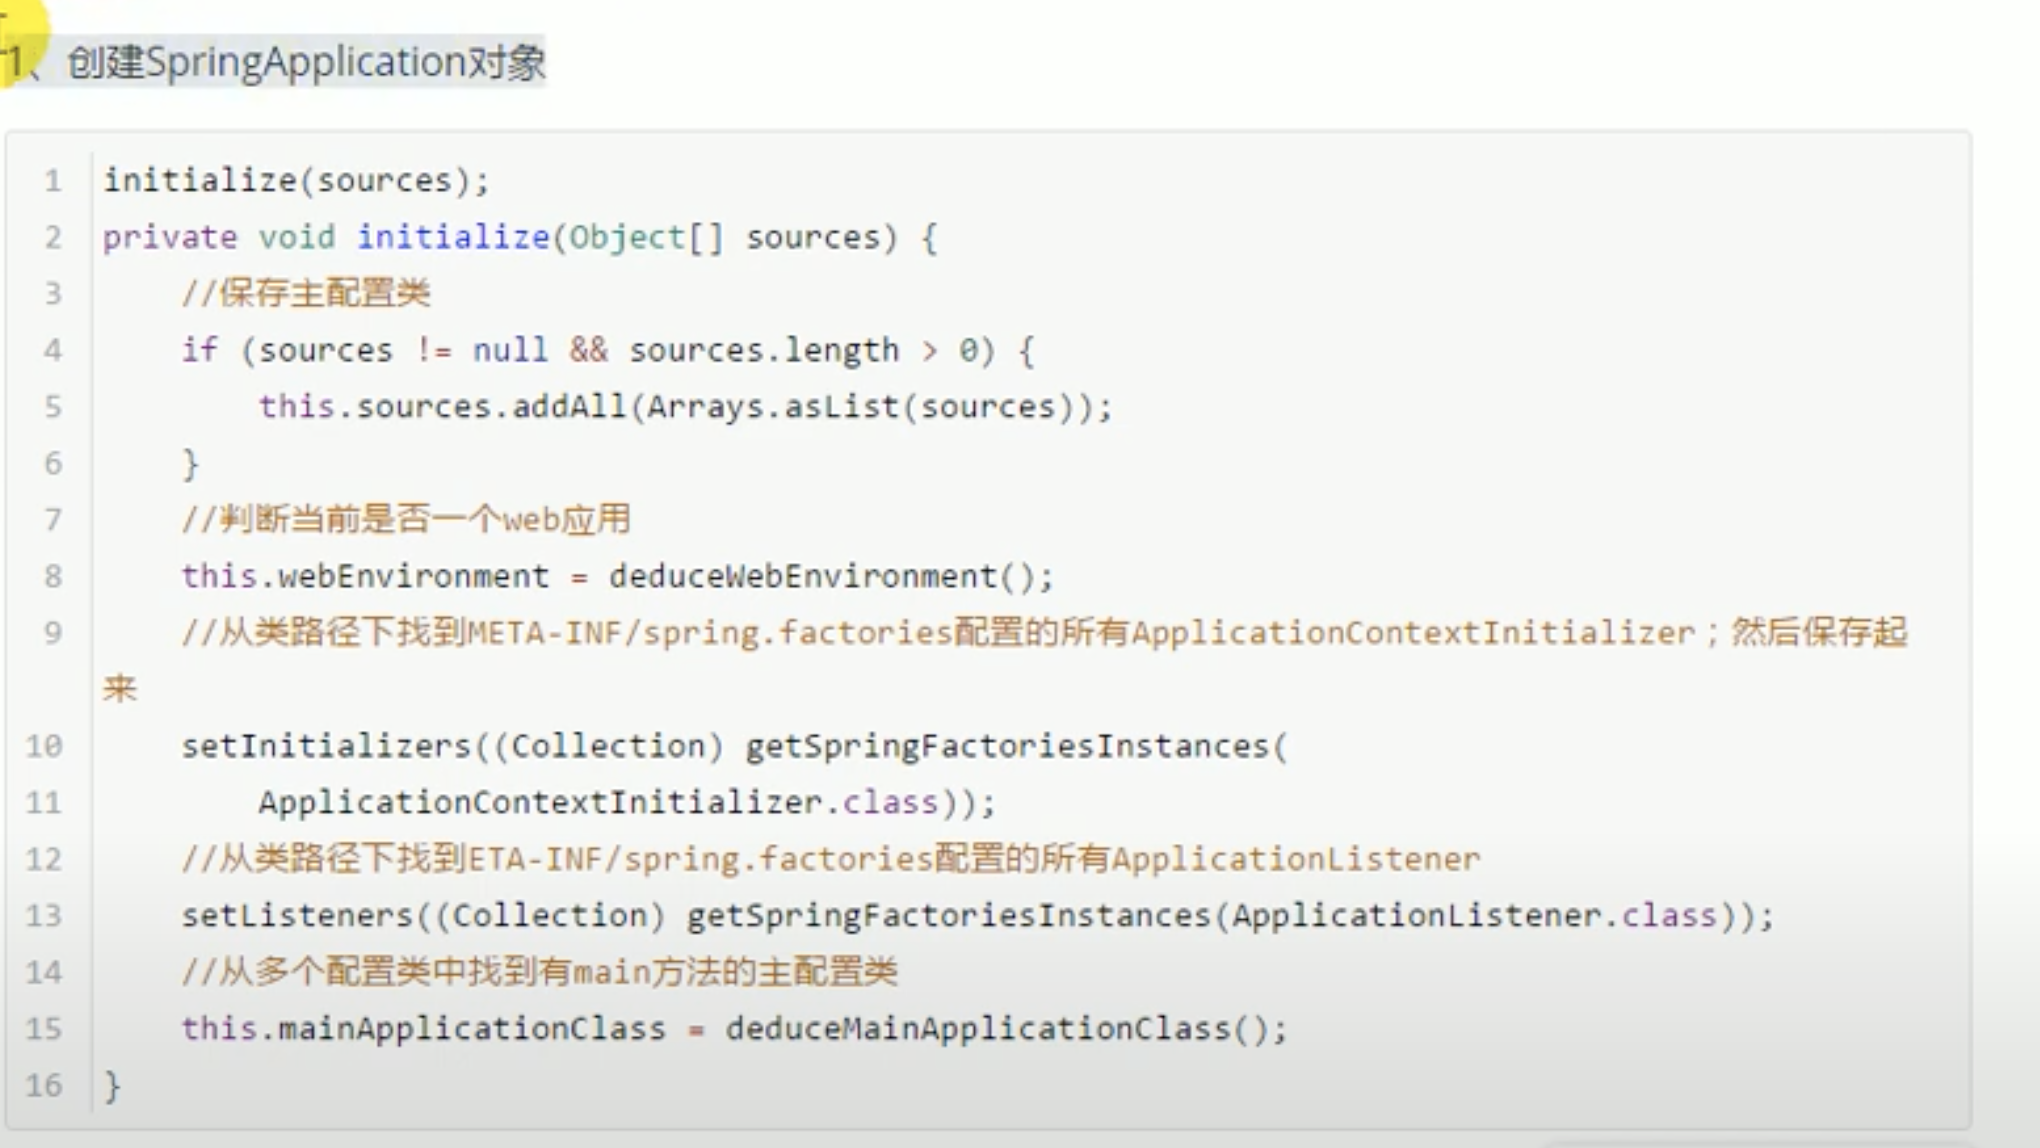 1、创建SpringApplication对象
1 initialize(sources);
2 private void initialize(Object[] sources) {
3 //保存主配置类
4 if (sources != null && sources.length > 0) {
5 this.sources.addAll(Arrays.asList(sources));
6 }
7 //判断当前是否一个web应用
8 this.webEnvironment = deduceWebEnvironment();
9 //从类路径下找到META-INF/spring.factories配置的所有ApplicationContextInitializer；然后保存起
来
10 setInitializers((Collection) getSpringFactoriesInstances(
11 ApplicationContextInitializer.class));
12 //从类路径下找到ETA-INF/spring.factories配置的所有ApplicationListener
13 setListeners((Collection) getSpringFactoriesInstances(ApplicationListener.class));
14 //从多个配置类中找到有main方法的主配置类
15 this.mainApplicationClass = deduceMainApplicationClass();
16 }